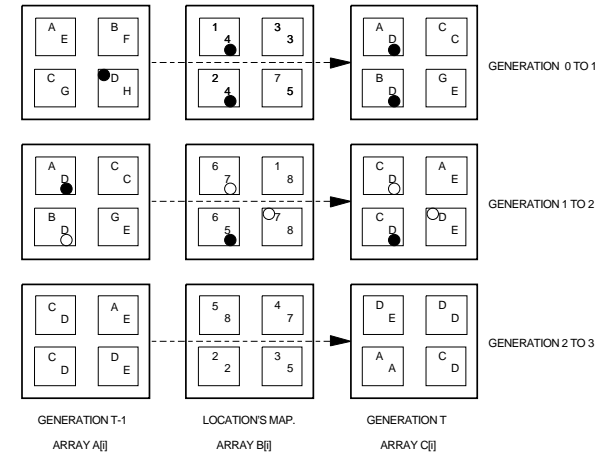 A B 1 3 A C
E F 4 3 D C
GENERATION 0 TO 1
C D 2 7 B G
G H 4 5 D E
A C 6 1 C A
D C 7 8 D E
GENERATION 1 TO 2
B G 6 7 C D
D E 5 8 D E
C A 5 4 D D
D E 8 7 E D
GENERATION 2 TO 3
C D 2 3 A C
D E 2 5 A D
GENERATION T-1 LOCATION'S MAP. GENERATION T
ARRAY A[i] ARRAY B[i] ARRAY C[i]